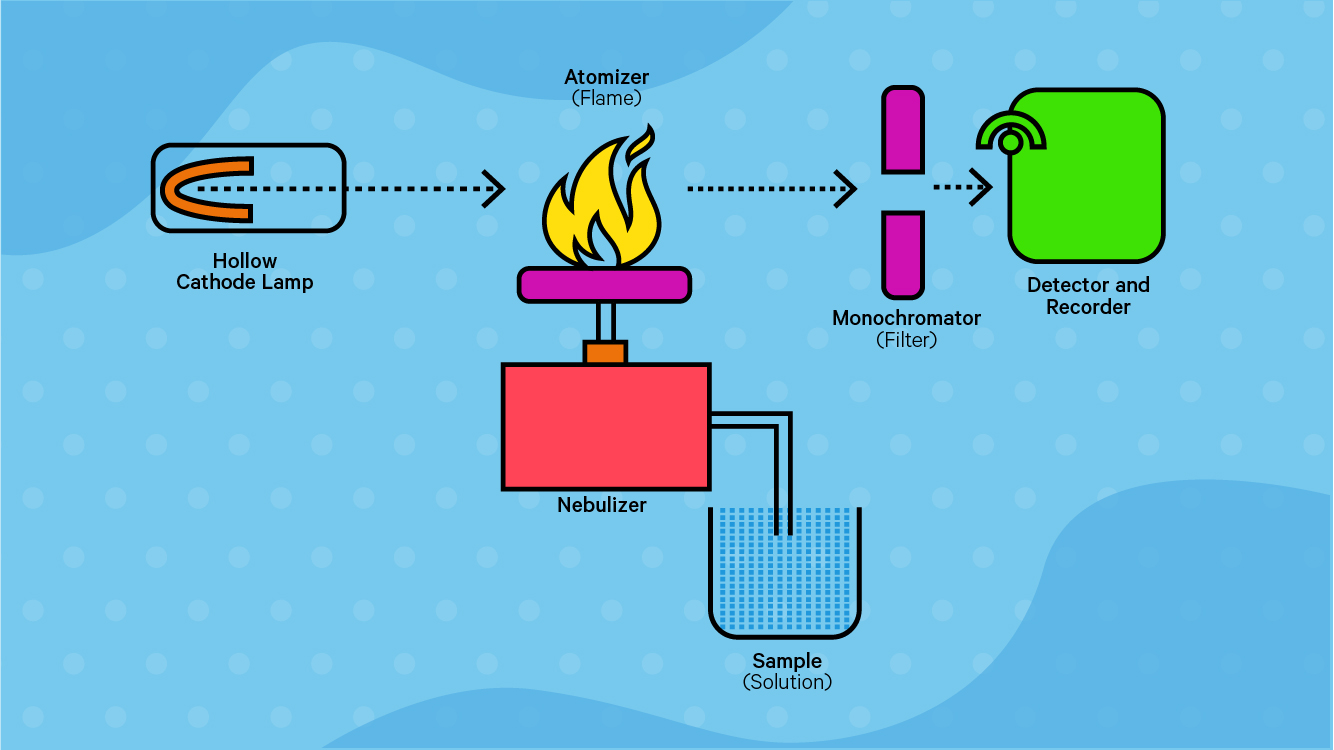 Atomizer
(Flame)
Hollow
Cathode Lamp
Monochromator
(Filter)
Detector and
Recorder
Nebulizer
Sample
(Solution)